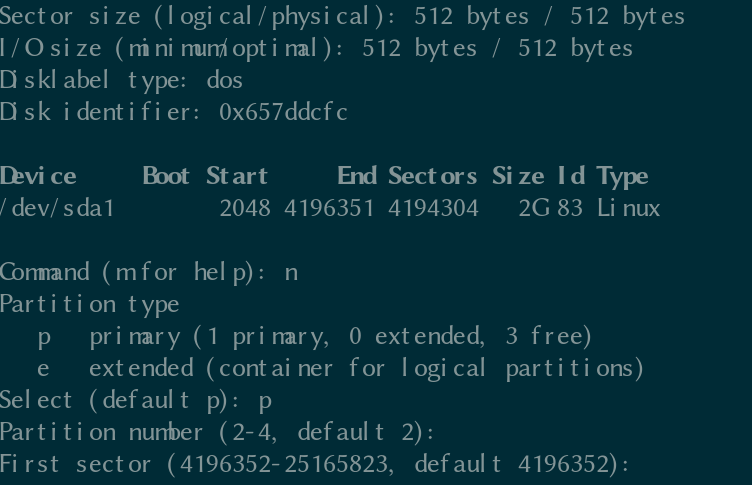 Sector size (logical/physical): 512 bytes / 512 bytes
I/O size (minimum/optimal): 512 bytes / 512 bytes
Disklabel type: dos
Disk identifier: 0x657ddcfc
Device     Boot Start     End Sectors Size Id Type
/dev/sda1        2048 4196351 4194304   2G 83 Linux
Command (m for help): n
Partition type
   p   primary (1 primary, 0 extended, 3 free)
   e   extended (container for logical partitions)
Select (default p): p
Partition number (2-4, default 2):
First sector (4196352-25165823, default 4196352):